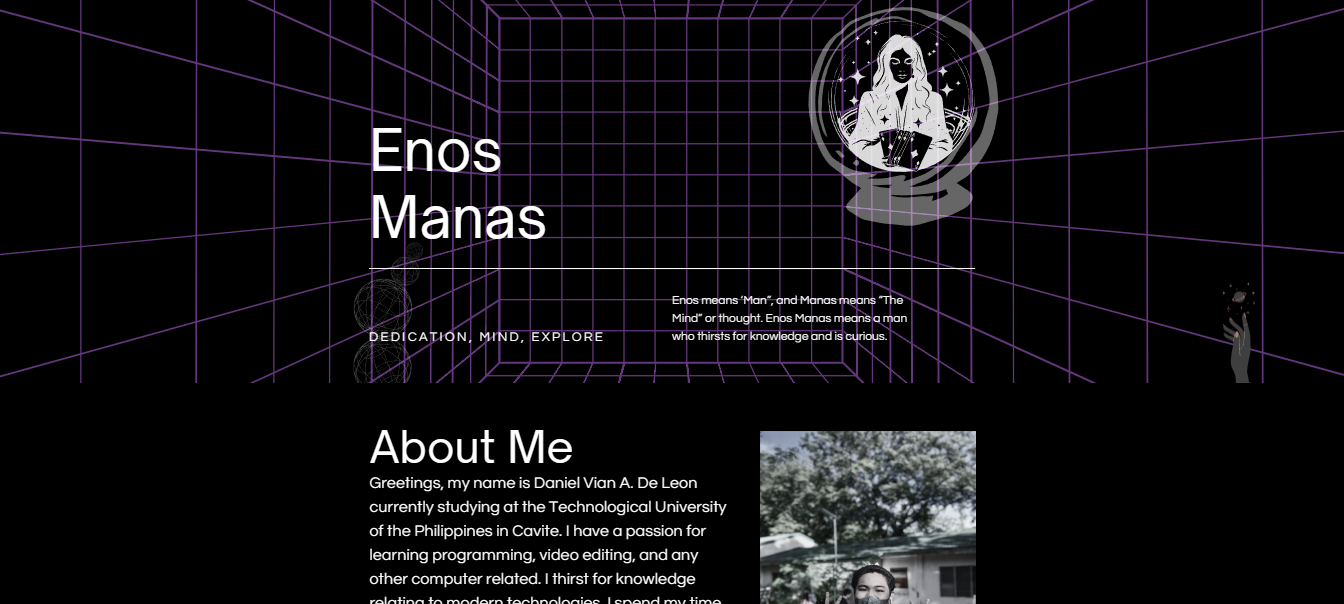 Enos
Manas
DEDICATION, MIND, EXPLORE
Enos means ‘Man”, and Manas means “The
Mind” or thought. Enos Manas means a man
who thirsts for knowledge and is curious.
About Me
Greetings, my name is Daniel Vian A. De Leon
currently studying at the Technological University
of the Philippines in Cavite. I have a passion for
learning programming, video editing, and any
other computer related. I thirst for knowledge
relating to modern technologies. I spend my time